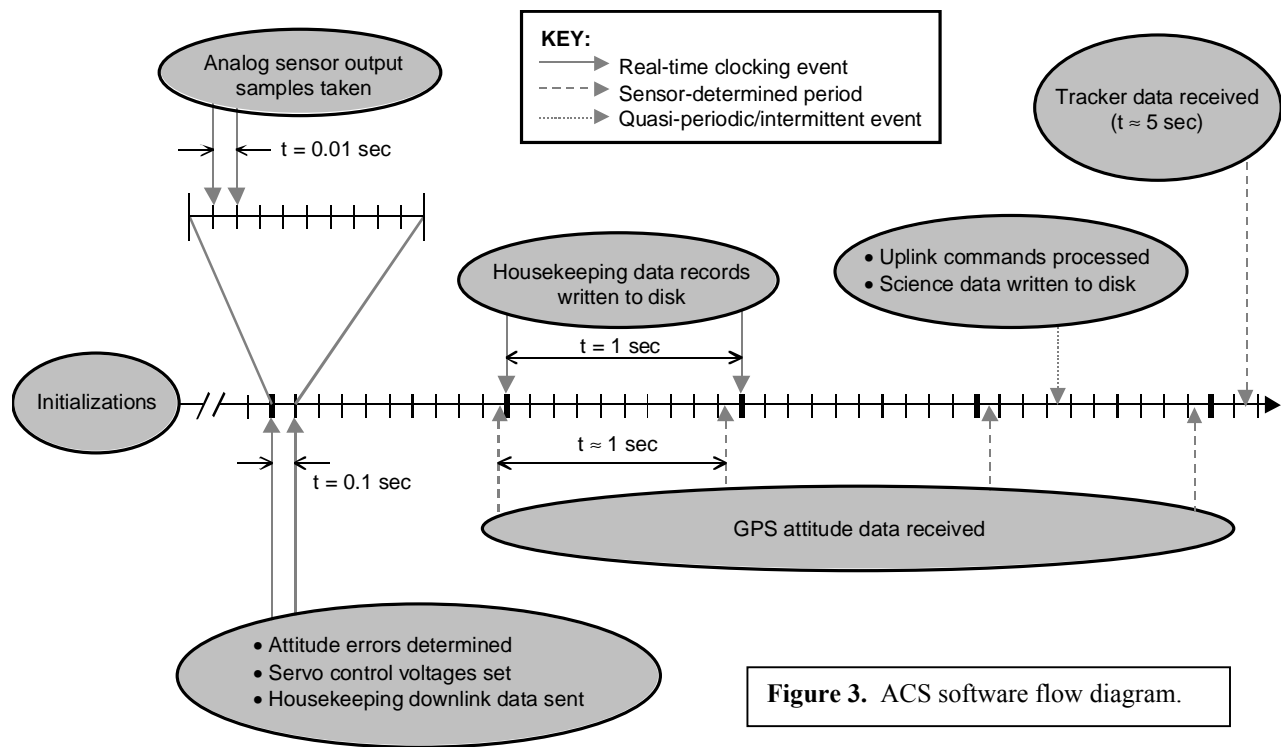 Analog sensor output
samples taken
KEY:
Real-time clocking event
Sensor-determined period
Quasi-periodic/intermittent event
Tracker data received
(t ≈ 5 sec)
t = 0.01 sec
Housekeeping data records
written to disk
• Uplink commands processed
• Science data written to disk
t = 1 sec
Initializations
t ≈ 1 sec
t = 0.1 sec
GPS attitude data received
• Attitude errors determined
• Servo control voltages set
• Housekeeping downlink data sent
Figure 3. ACS software flow diagram.